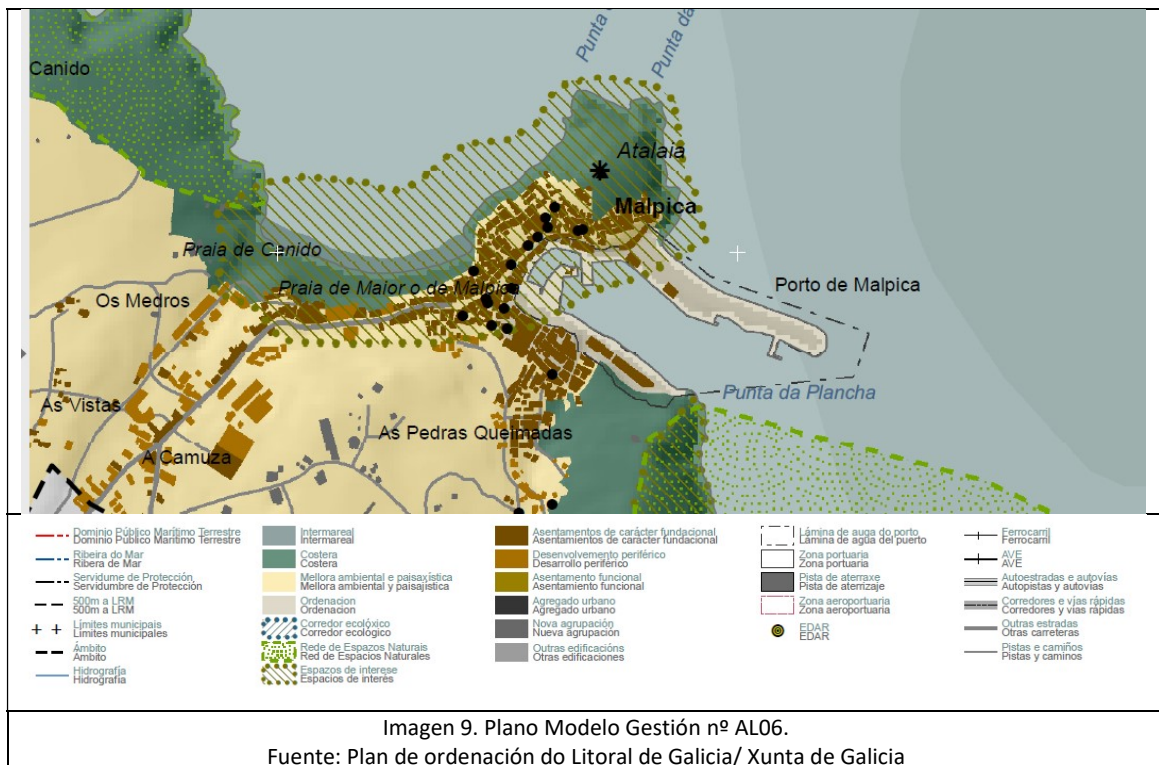 Punta d
Punta da
Canido
Atalaia
Malpica
Praia de Canido
Praia de Maior o de Malpica
Os Medros
Porto de Malpica
Punta da Plancha
As Vistas
As Pedras Queimadas
A Camuza
Dominio Público Marítimo Terrestre
Dominio Público Marítimo Terrestre
Ribeira do Mar
Ribera de Mar
Servidume de Protección
Servidumbre de Protección
500m a LRM
500m a LRM
Límites municipais
Límites municipales
Ámbito
Ámbito
Hidrografía
Hidrografía
Intermareal
Intermareal
Costeira
Costera
Mellora ambiental e paisaxística
Mellora ambiental y paisajística
Ordenacion
Ordenacion
Corredor ecolóxico
Corredor ecológico
Rede de Espazos Naturais
Red de Espacios Naturales
Espazos de interese
Espacios de interés
Asentamentos de carácter fundacional
Asentamientos de carácter fundacional
Desenvolvemento periférico
Desarrollo periférico
Asentamento funcional
Asentamiento funcional
Agregado urbano
Agregado urbano
Nova agrupación
Nueva agrupación
Outras edificacións
Otras edificaciones
Lámina de auga do porto
Lámina de agua del puerto
Zona portuaria
Zona portuaria
Pista de aterraxe
Pista de aterrizaje
Zona aeroportuaria
Zona aeroportuaria
EDAR
EDAR
Ferrocarril
Ferrocarril
AVE
AVE
Autoestradas e autovías
Autopistas y autovías
Corredores e vías rápidas
Corredores y vías rápidas
Outras estradas
Otras carreteras
Pistas e camiños
Pistas y caminos
Imagen 9. Plano Modelo Gestión nº AL06.
Fuente: Plan de ordenación do Litoral de Galicia/ Xunta de Galicia